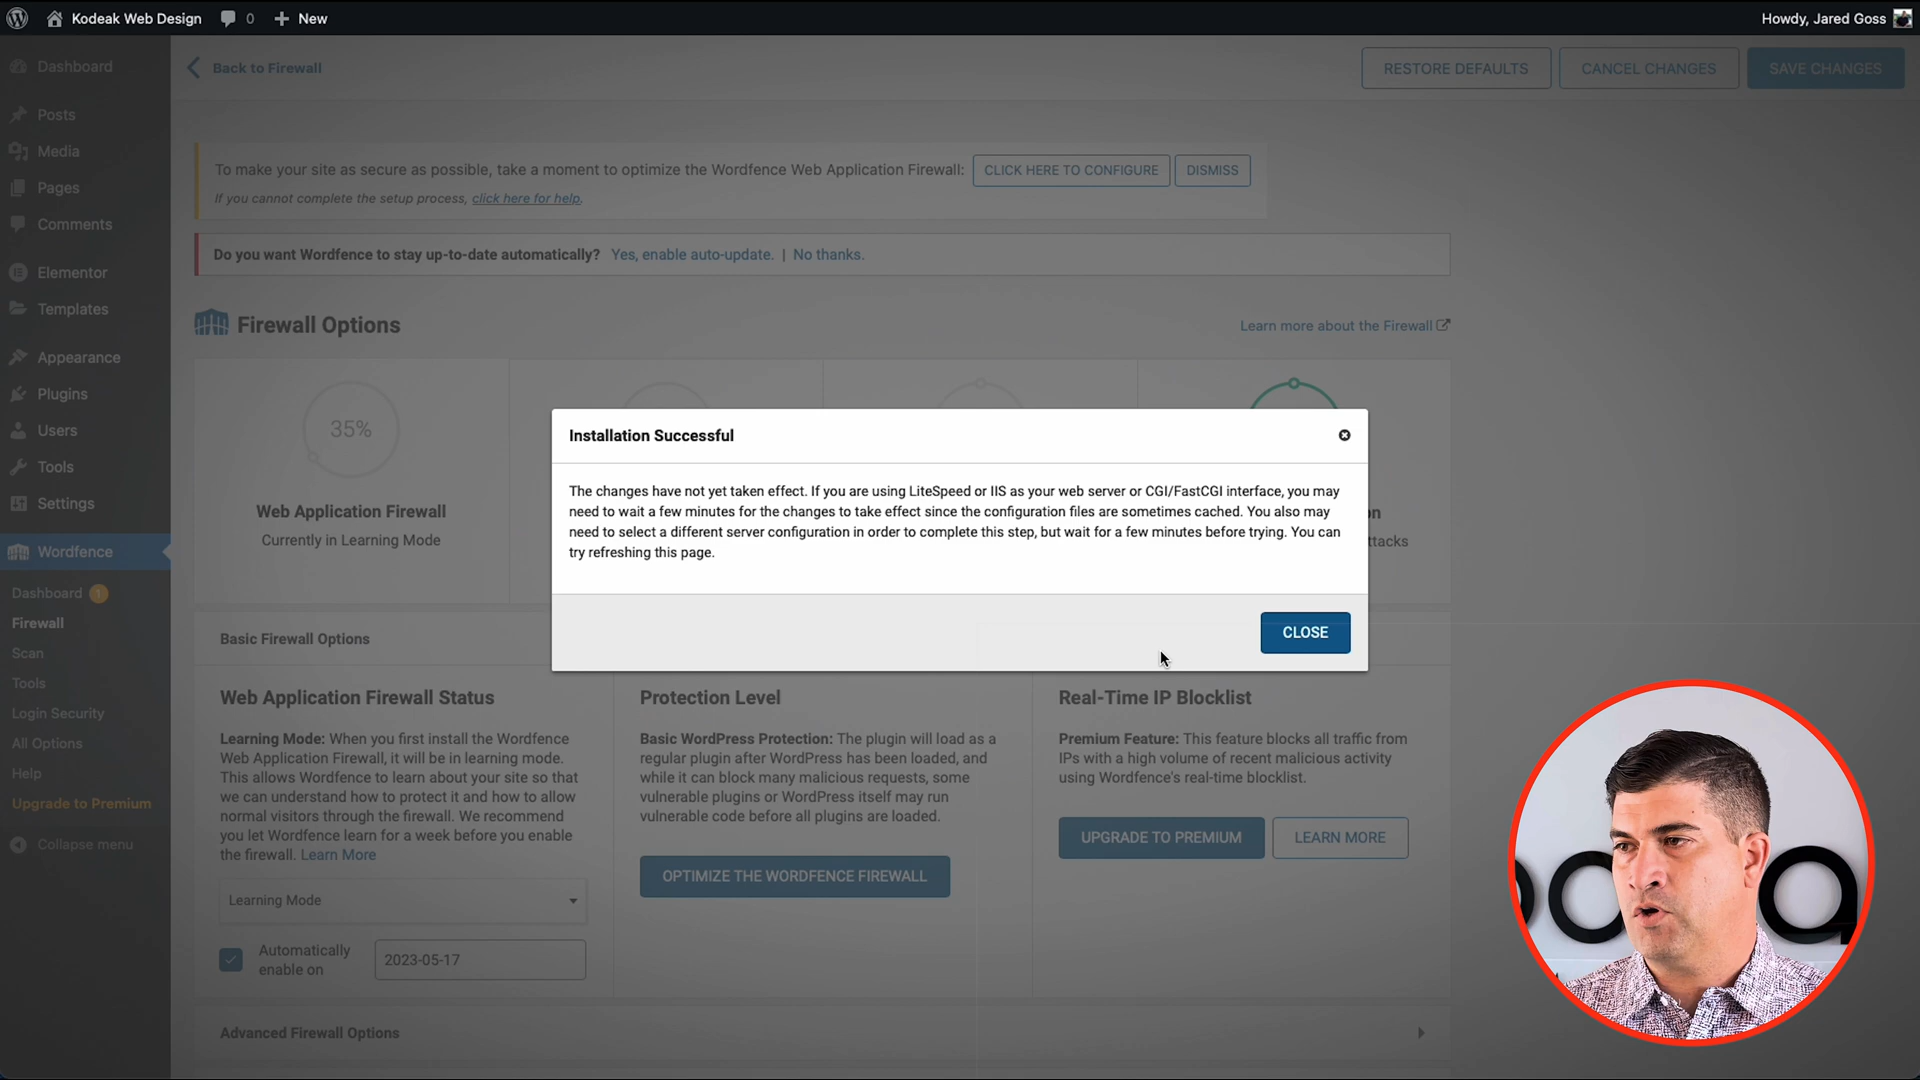 Kodeak Web Design
0
New
Howdy, Jared Goss
Dashboard
Posts
Media
Pages
Comments
Elementor
Templates
Appearance
Plugins
Users
Tools
Settings
Wordfence
Dashboard 1
Firewall
Scan
Tools
Login Security
All Options
Help
Upgrade to Premium
Collapse menu
Back to Firewall
RESTORE DEFAULTS
CANCEL CHANGES
SAVE CHANGES
To make your site as secure as possible, take a moment to optimize the Wordfence Web Application Firewall:
CLICK HERE TO CONFIGURE
DISMISS
If you cannot complete the setup process, click here for help.
Do you want Wordfence to stay up-to-date automatically? Yes, enable auto-update. | No thanks.
Firewall Options
Learn more about the Firewall
35%
Web Application Firewall
Currently in Learning Mode
on
ttacks
Installation Successful
The changes have not yet taken effect. If you are using LiteSpeed or IIS as your web server or CGI/FastCGI interface, you may
need to wait a few minutes for the changes to take effect since the configuration files are sometimes cached. You also may
need to select a different server configuration in order to complete this step, but wait for a few minutes before trying. You can
try refreshing this page.
CLOSE
Basic Firewall Options
Web Application Firewall Status
Learning Mode: When you first install the Wordfence
Web Application Firewall, it will be in learning mode.
This allows Wordfence to learn about your site so that
we can understand how to protect it and how to allow
normal visitors through the firewall. We recommend
you let Wordfence learn for a week before you enable
the firewall. Learn More
Learning Mode
Automatically
enable on
2023-05-17
Protection Level
Basic WordPress Protection: The plugin will load as a
regular plugin after WordPress has been loaded, and
while it can block many malicious requests, some
vulnerable plugins or WordPress itself may run
vulnerable code before all plugins are loaded.
OPTIMIZE THE WORDFENCE FIREWALL
Real-Time IP Blocklist
Premium Feature: This feature blocks all traffic from
IPs with a high volume of recent malicious activity
using Wordfence's real-time blocklist.
UPGRADE TO PREMIUM
LEARN MORE
Advanced Firewall Options